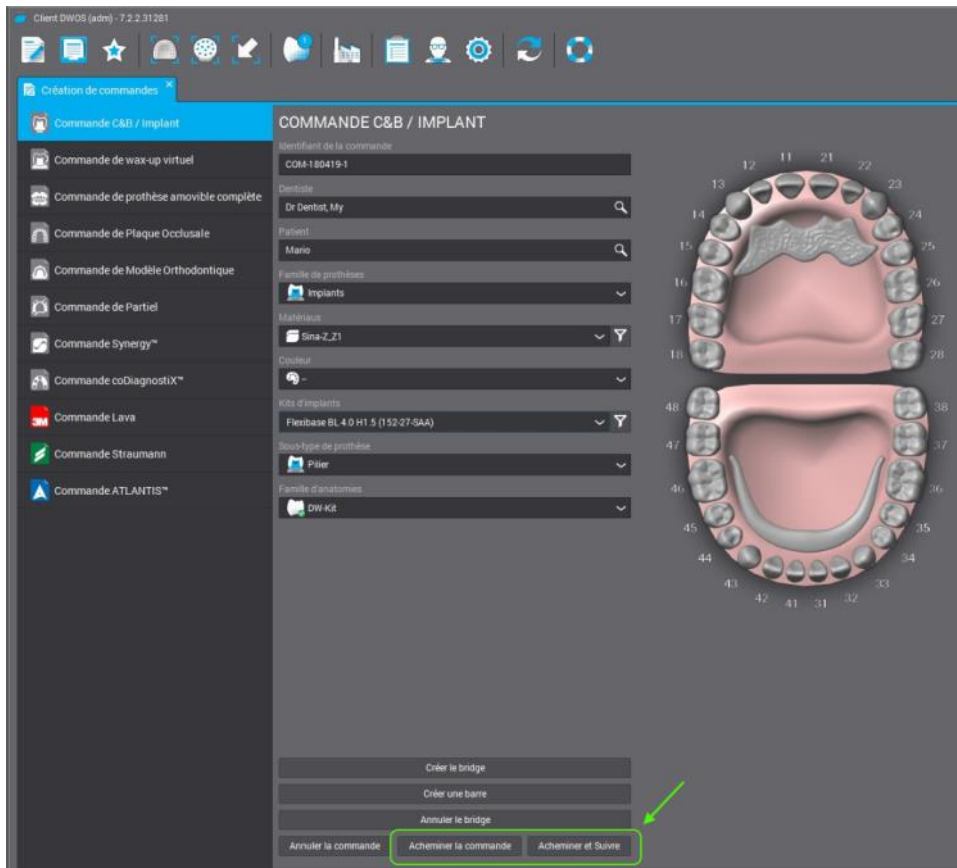 Client DWOS (adm) - 7.2.2.31281
1
Création de commandes
Commande C&B / Implant
Commande de wax-up virtuel
Commande de prothèse amovible complète
Commande de Plaque Occlusale
Commande de Modèle Orthodontique
Commande de Partiel
Commande Synergy™
Commande coDiagnostiX™
3M
Commande Lava
Commande Straumann
Commande ATLANTIS™
COMMANDE C&B / IMPLANT
Identifiant de la commande
COM-180419-1
Dentiste
Dr Dentist, My
Patient
Mario
Famille de prothèses
Implants
Matériaux
Sina-Z_Z1
Couleur
-
Kits d'implants
Flexibase BL 4.0 H1.5 (152-27-SAA)
Sous-type de prothèse
Pilier
Famille d'anatomies
DW-Kit
Créer le bridge
Créer une barre
Annuler le bridge
Annuler la commande Acheminer la commande Acheminer et Suivre
12 11 21 22
13 23
14 24
15 25
16 26
17 27
18 28
48 38
47 37
46 36
45 35
44 34
43 33
42 41 31 32